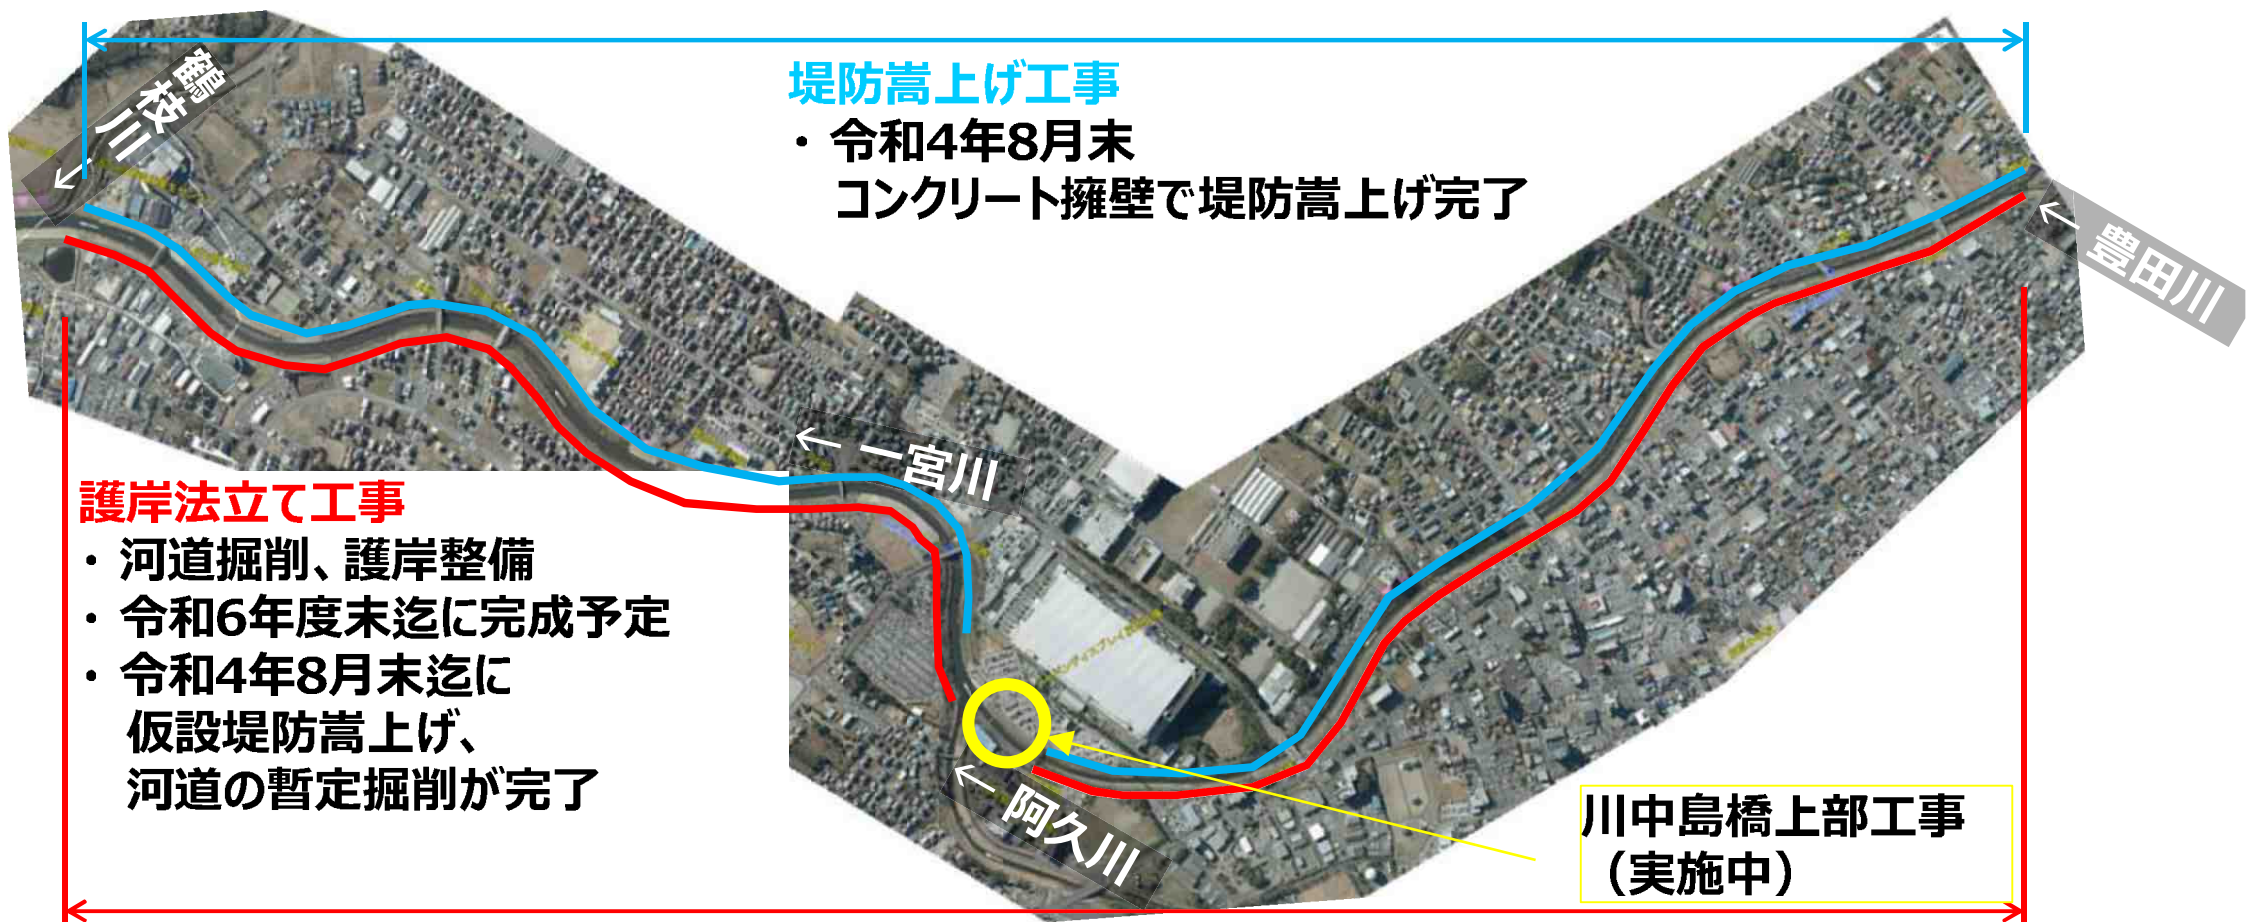 鶴枝川
←
堤防嵩上げ工事
・ 令和4年8月末
コンクリート擁壁で堤防嵩上げ完了
← 豊田川
← 一宮川
護岸法立て工事
・ 河道掘削、護岸整備
・ 令和6年度末迄に完成予定
・ 令和4年8月末迄に
仮設堤防嵩上げ、
河道の暫定掘削が完了
← 阿久川
川中島橋上部工事
（実施中）